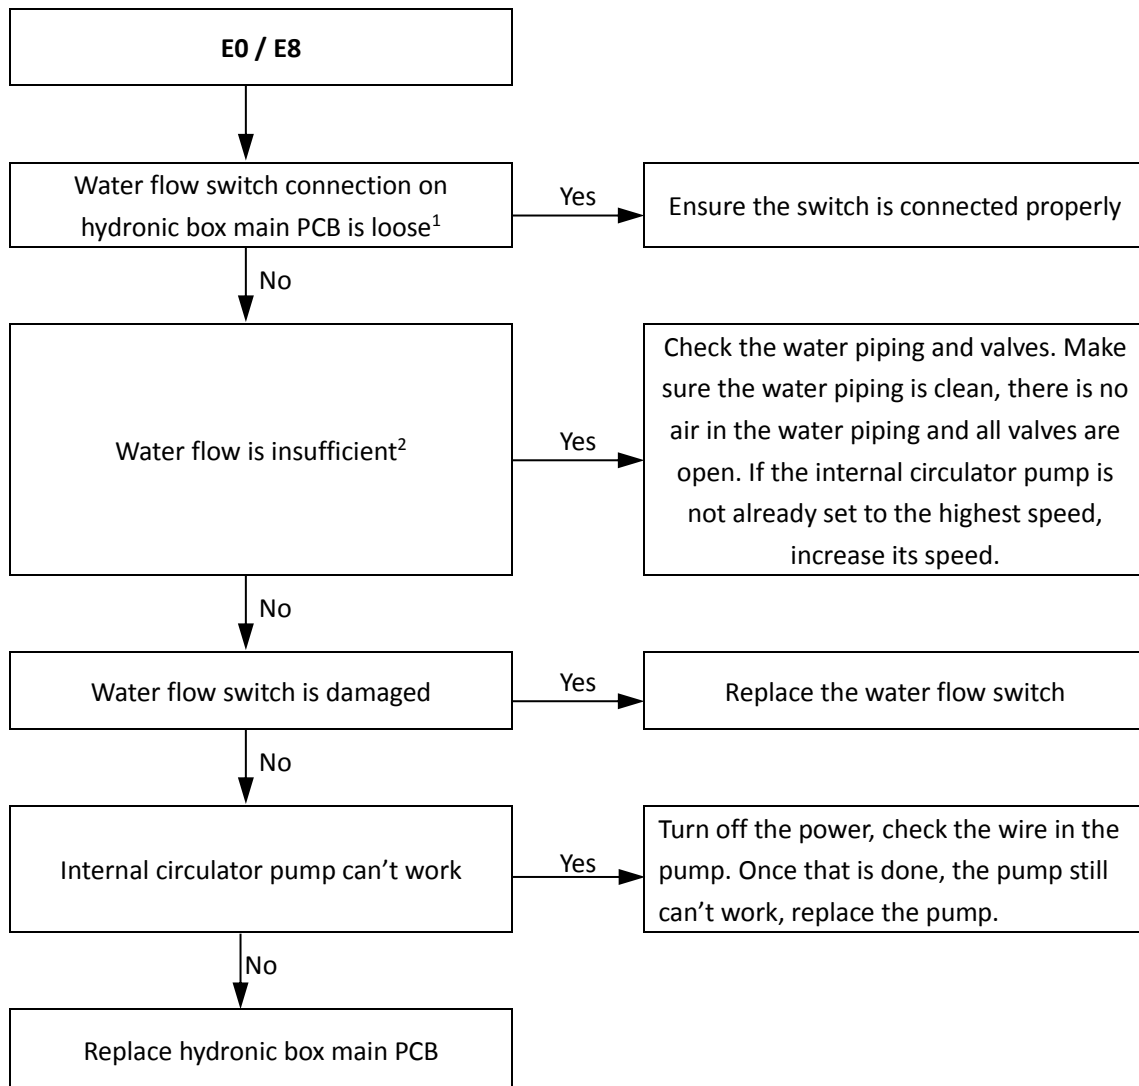 E0 / E8
Water flow switch connection on
hydronic box main PCB is loose¹
Yes
Ensure the switch is connected properly
No
Water flow is insufficient²
Yes
Check the water piping and valves. Make
sure the water piping is clean, there is no
air in the water piping and all valves are
open. If the internal circulator pump is
not already set to the highest speed,
increase its speed.
No
Water flow switch is damaged
Yes
Replace the water flow switch
No
Internal circulator pump can’t work
Yes
Turn off the power, check the wire in the
pump. Once that is done, the pump still
can’t work, replace the pump.
No
Replace hydronic box main PCB